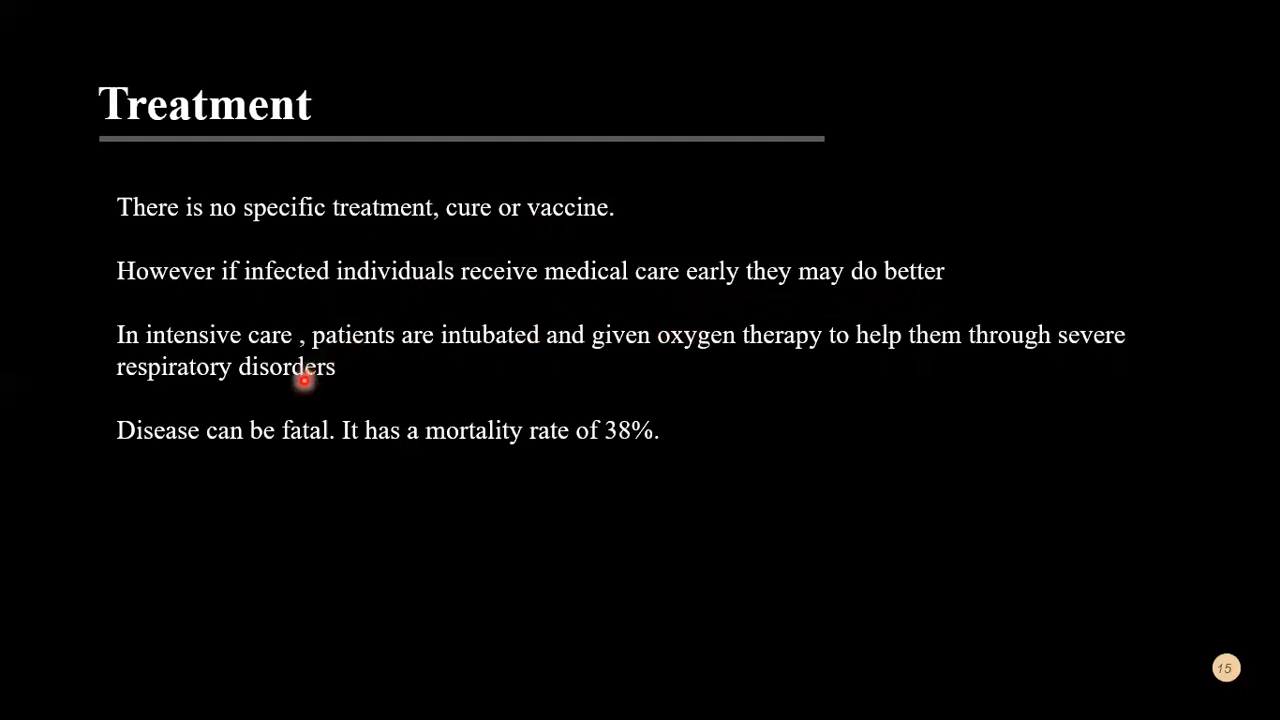 Treatment
There is no specific treatment, cure or vaccine.
However if infected individuals receive medical care early they may do better
In intensive care , patients are intubated and given oxygen therapy to help them through severe
respiratory disorders
Disease can be fatal. It has a mortality rate of 38%.
15